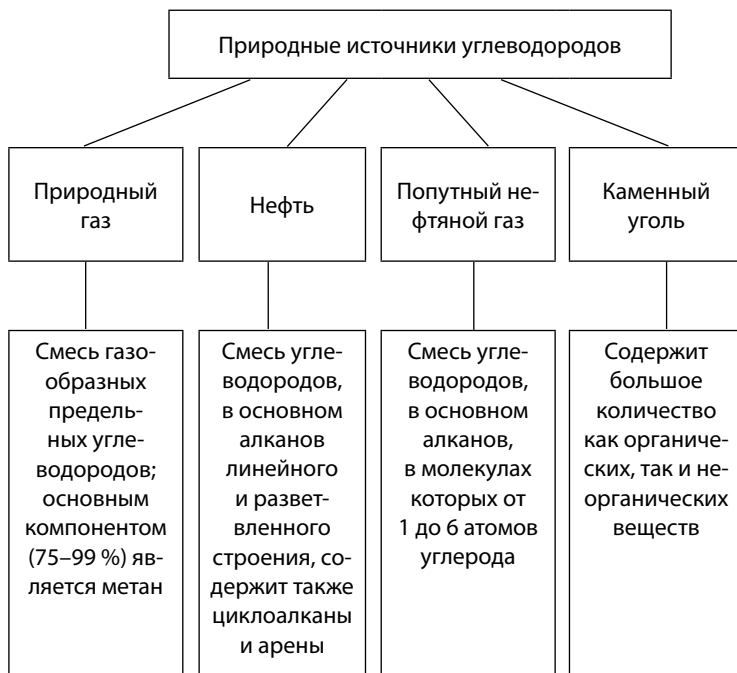 Природные источники углеводородов
Природный
газ
Нефть
Попутный не-
фтяной газ
Каменный
уголь
Смесь газо-
образных
предель-
ных угле-
водородов;
основным
компонентом
(75–99 %) яв-
ляется метан
Смесь угле-
водородов,
в основном
алканов
линейного
и развет-
вленного
строения, со-
держит также
циклоалканы
и арены
Смесь угле-
водородов,
в основном
алканов,
в молекулах
которых от
1 до 6 атомов
углерода
Содержит
большое
количество
как органиче-
ских, так и не-
органических
веществ